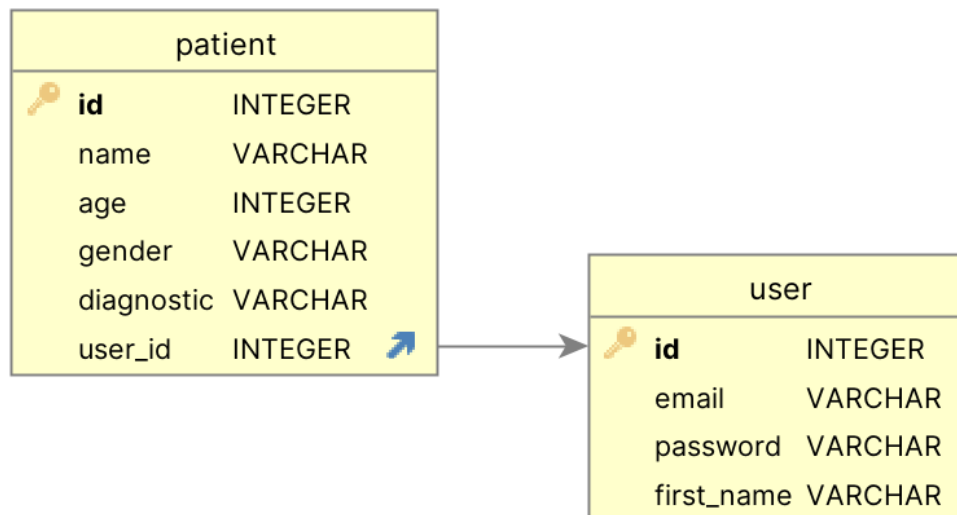 patient
id INTEGER
name VARCHAR
age INTEGER
gender VARCHAR
diagnostic VARCHAR
user_id INTEGER
user
id INTEGER
email VARCHAR
password VARCHAR
first_name VARCHAR